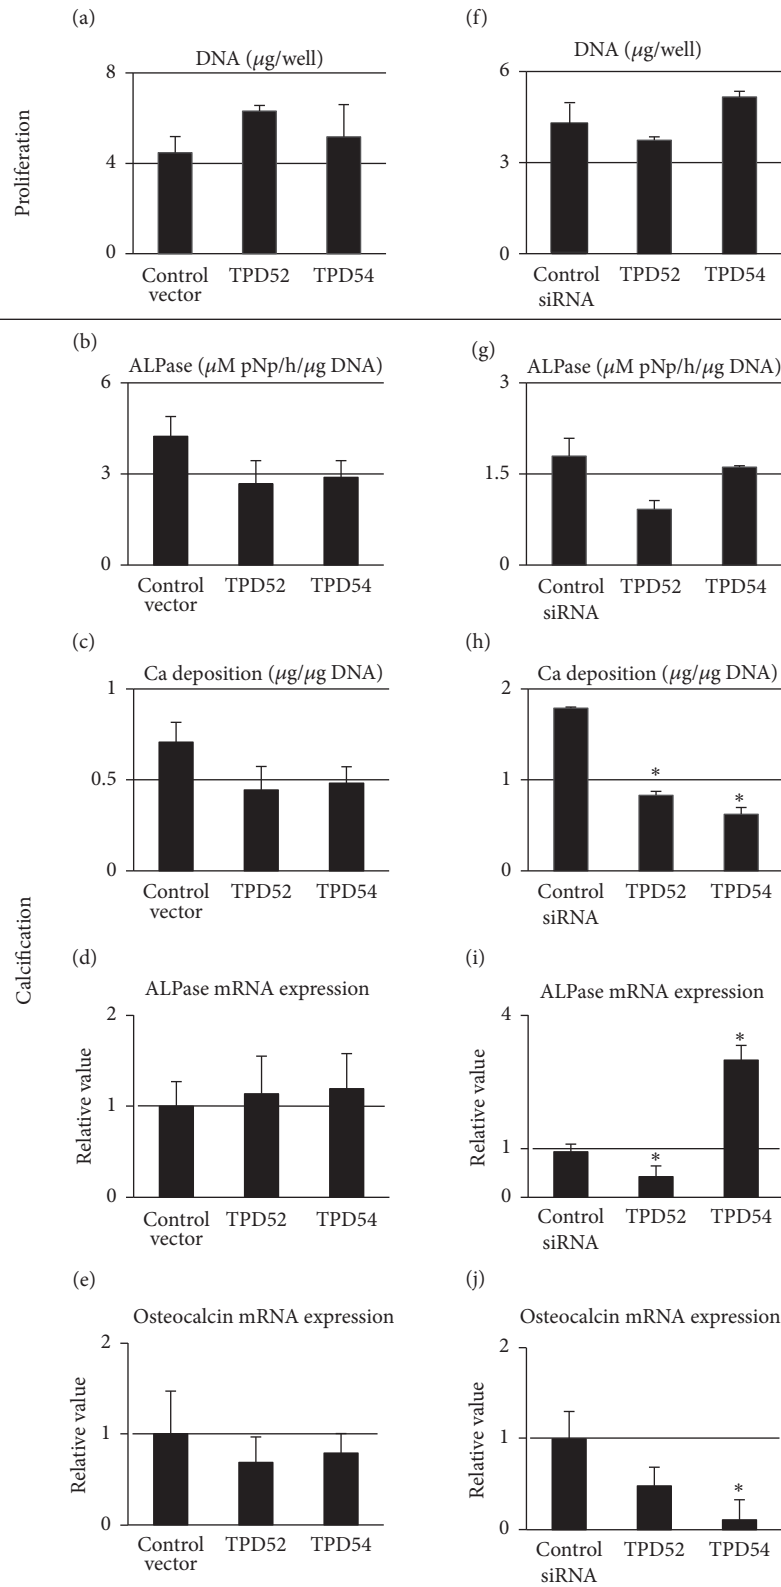 Proliferation
(a)
DNA (μg/well)
8
4
0
Control
vector
TPD52
TPD54
(f)
DNA (μg/well)
6
3
0
Control
siRNA
TPD52
TPD54
Calcification
(b)
ALPase (μM pNp/h/μg DNA)
6
3
0
Control
vector
TPD52
TPD54
(g)
ALPase (μM pNp/h/μg DNA)
3
1.5
0
Control
siRNA
TPD52
TPD54
(c)
Ca deposition (μg/μg DNA)
1
0.5
0
Control
vector
TPD52
TPD54
(h)
Ca deposition (μg/μg DNA)
2
1
0
*
*
Control
siRNA
TPD52
TPD54
(d)
ALPase mRNA expression
Relative value
2
1
0
Control
vector
TPD52
TPD54
(i)
ALPase mRNA expression
Relative value
4
1
0
*
*
Control
siRNA
TPD52
TPD54
(e)
Osteocalcin mRNA expression
Relative value
2
1
0
Control
vector
TPD52
TPD54
(j)
Osteocalcin mRNA expression
Relative value
2
1
0
*
Control
siRNA
TPD52
TPD54